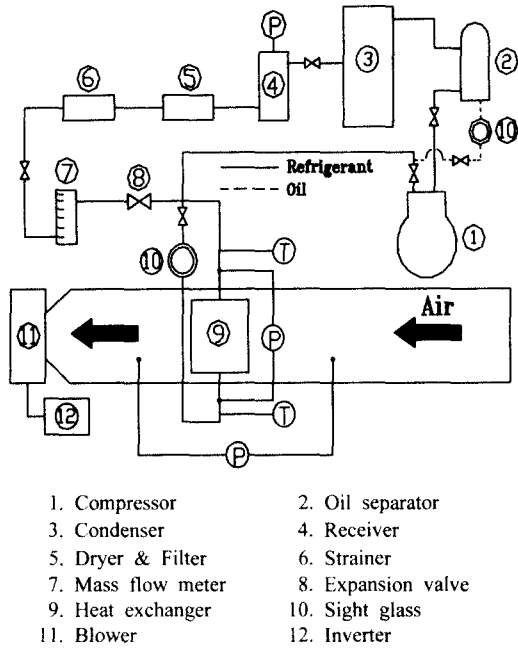 P
6
5
4
3
2
10
7
8
Refrigerant
Oil
1
10
T
Air
11
9
P
12
T
P
1. Compressor 2. Oil separator
3. Condenser 4. Receiver
5. Dryer & Filter 6. Strainer
7. Mass flow meter 8. Expansion valve
9. Heat exchanger 10. Sight glass
11. Blower 12. Inverter